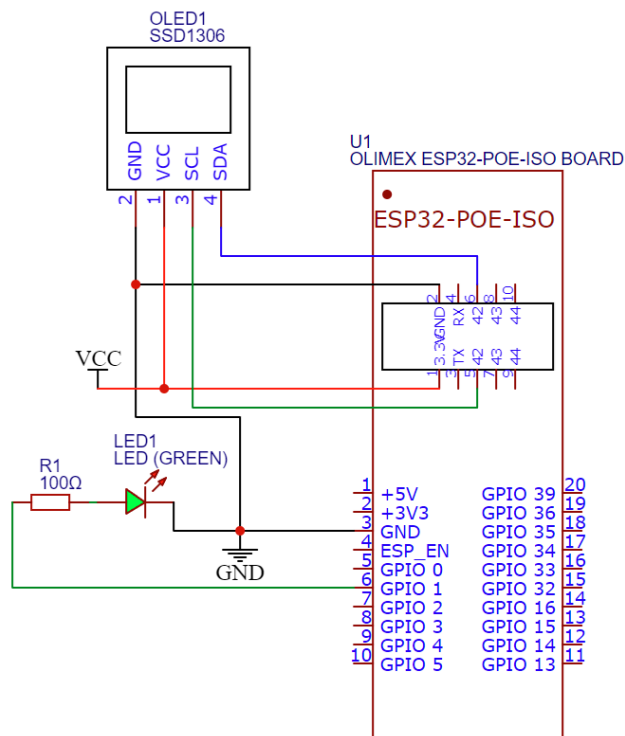 OLED1
SSD1306
GND
VCC
SCL
SDA
2
1
3
4
U1
OLIMEX ESP32-POE-ISO BOARD
ESP32-POE-ISO
2 4 6 8 10
GND RX 42 43 44
3.3V TX 42 43 44
1 3 5 7 9
VCC
LED1
LED (GREEN)
R1
100Ω
GND
1 +5V GPIO 39 20
2 +3V3 GPIO 36 19
3 GND GPIO 35 18
4 ESP_EN GPIO 34 17
5 GPIO 0 GPIO 33 16
6 GPIO 1 GPIO 32 15
7 GPIO 2 GPIO 16 14
8 GPIO 3 GPIO 15 13
9 GPIO 4 GPIO 14 12
10 GPIO 5 GPIO 13 11